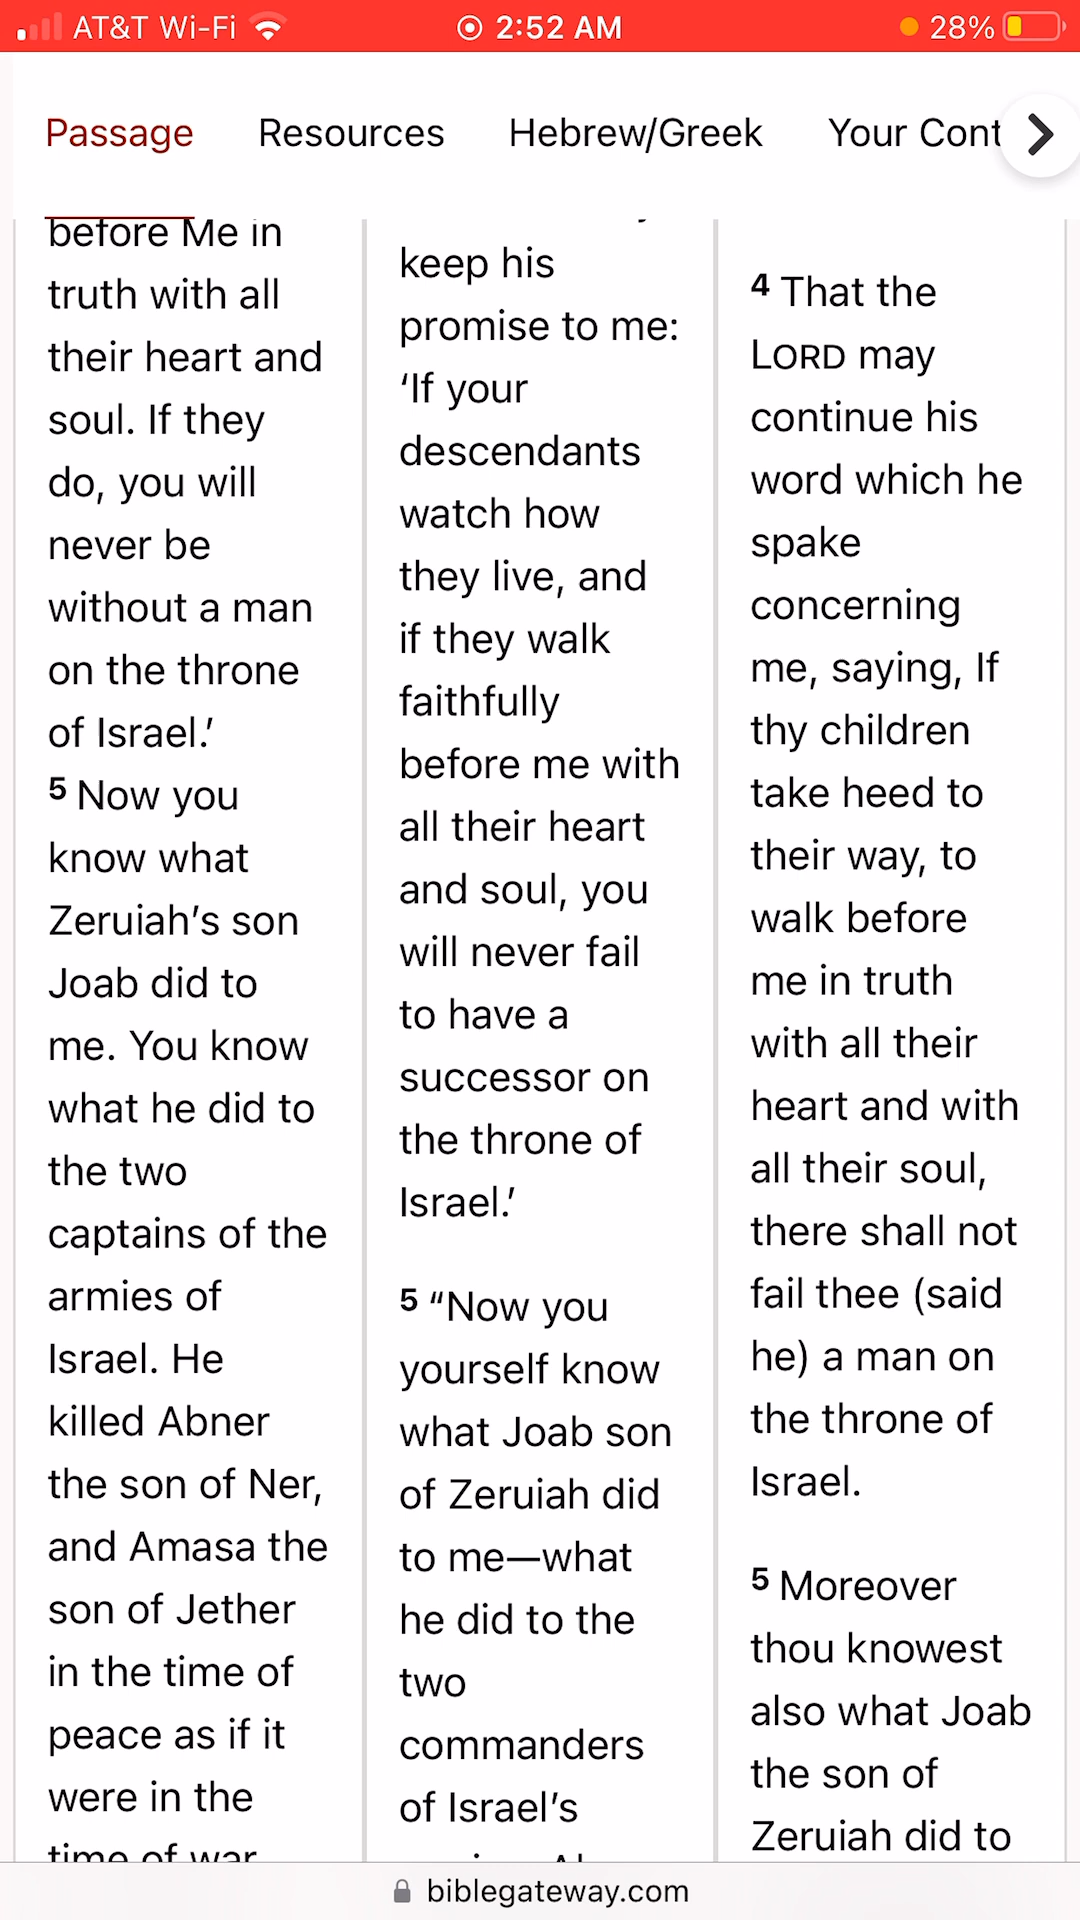 AT&T Wi-Fi 2:52 AM 28%
Passage Resources Hebrew/Greek Your Cont
before Me in
truth with all
their heart and
soul. If they
do, you will
never be
without a man
on the throne
of Israel.’
5 Now you
know what
Zeruiah’s son
Joab did to
me. You know
what he did to
the two
captains of the
armies of
Israel. He
killed Abner
the son of Ner,
and Amasa the
son of Jether
in the time of
peace as if it
were in the
time of war
keep his
promise to me:
‘If your
descendants
watch how
they live, and
if they walk
faithfully
before me with
all their heart
and soul, you
will never fail
to have a
successor on
the throne of
Israel.’
5 “Now you
yourself know
what Joab son
of Zeruiah did
to me—what
he did to the
two
commanders
of Israel’s
4 That the
LORD may
continue his
word which he
spake
concerning
me, saying, If
thy children
take heed to
their way, to
walk before
me in truth
with all their
heart and with
all their soul,
there shall not
fail thee (said
he) a man on
the throne of
Israel.
5 Moreover
thou knowest
also what Joab
the son of
Zeruiah did to
biblegateway.com